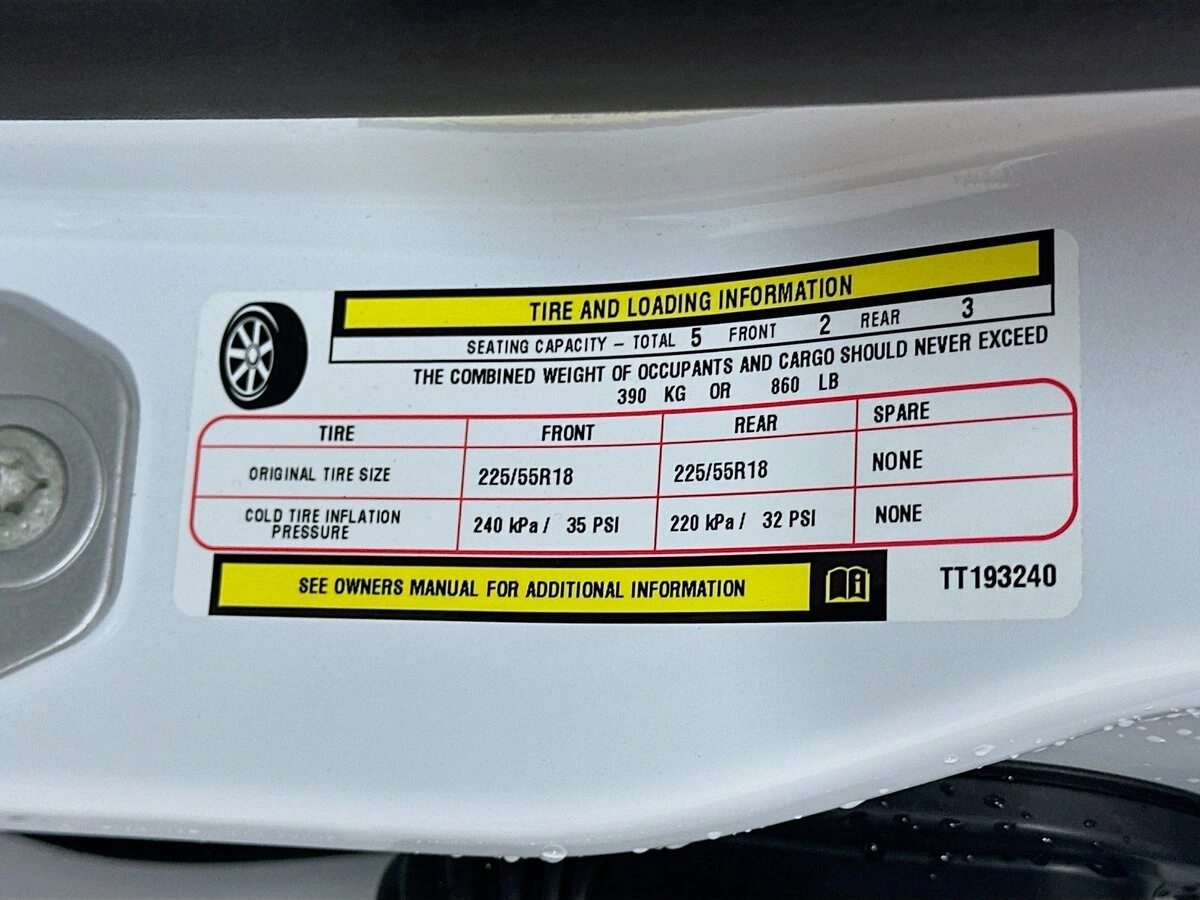 TIRE AND LOADING INFORMATION
SEATING CAPACITY – TOTAL 5 FRONT 2 REAR 3
THE COMBINED WEIGHT OF OCCUPANTS AND CARGO SHOULD NEVER EXCEED
390 KG OR 860 LB
TIRE FRONT REAR SPARE
ORIGINAL TIRE SIZE 225/55R18 225/55R18 NONE
COLD TIRE INFLATION
PRESSURE 240 kPa / 35 PSI 220 kPa / 32 PSI NONE
SEE OWNERS MANUAL FOR ADDITIONAL INFORMATION
TT193240